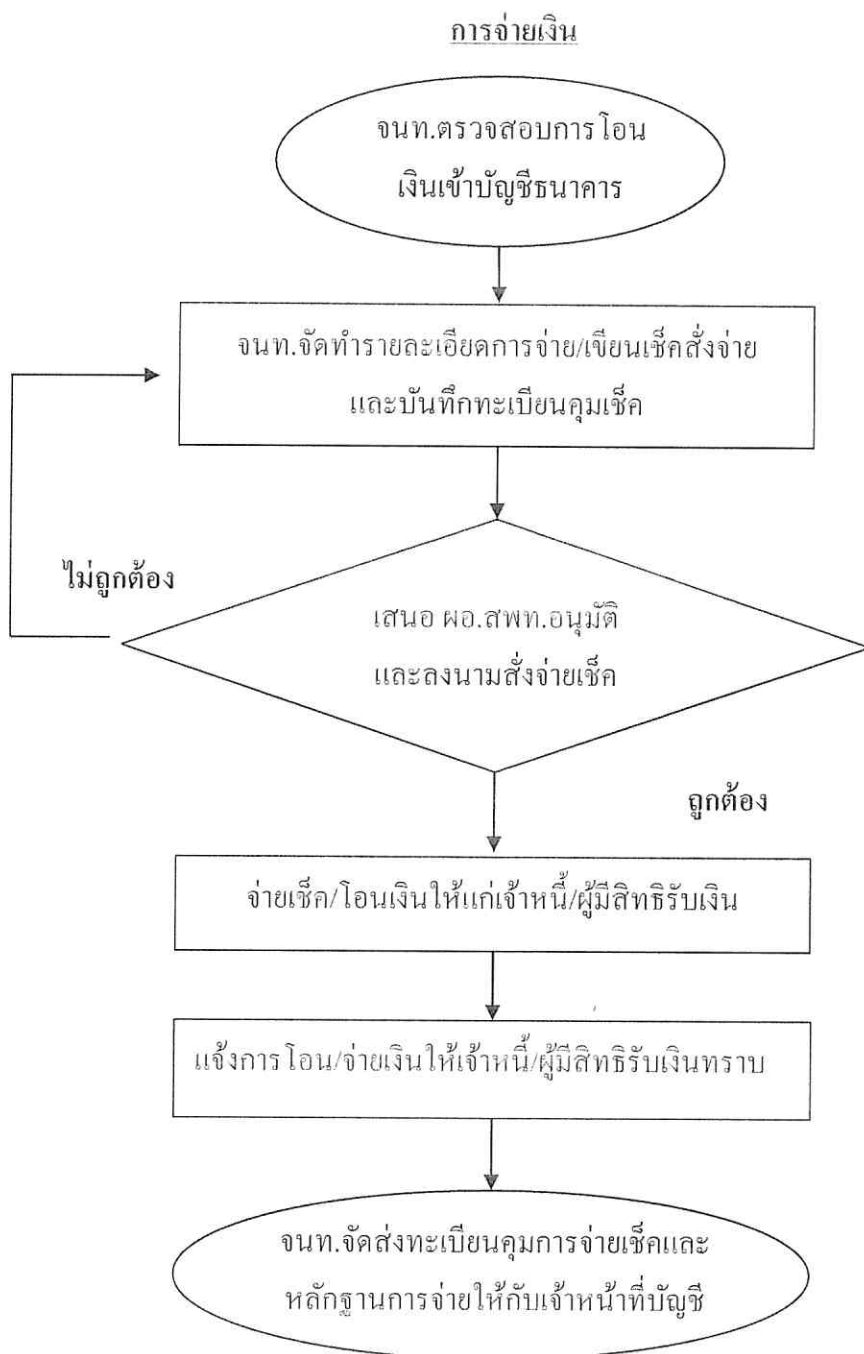 การจ่ายเงิน
จนท.ตรวจสอบการโอน
เงินเข้าบัญชีธนาคาร
จนท.จัดทำรายละเอียดการจ่าย/เขียนเช็คสั่งจ่าย
และบันทึกทะเบียนคุมเช็ค
ไม่ถูกต้อง
เสนอ ผอ.สพท.อนุมัติ
และลงนามสั่งจ่ายเช็ค
ถูกต้อง
จ่ายเช็ค/โอนเงินให้แก่เจ้าหนี้/ผู้มีสิทธิรับเงิน
แจ้งการโอน/จ่ายเงินให้เจ้าหนี้/ผู้มีสิทธิรับเงินทราบ
จนท.จัดส่งทะเบียนคุมการจ่ายเช็คและ
หลักฐานการจ่ายให้กับเจ้าหน้าที่บัญชี